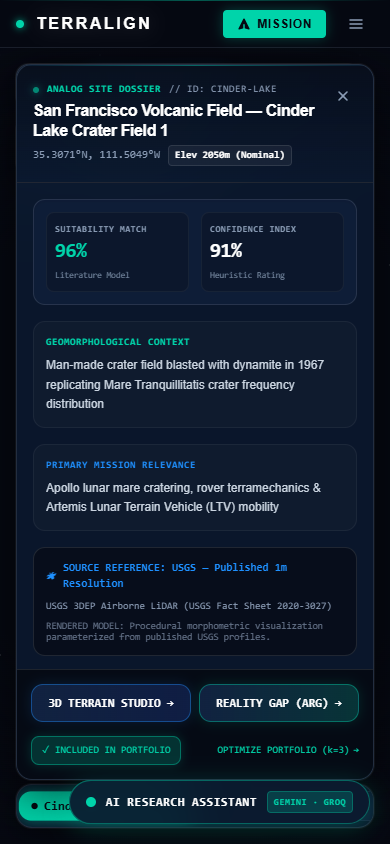 TERRALIGN
MISSION
ANALOG SITE DOSSIER // ID: CINDER-LAKE
San Francisco Volcanic Field — Cinder
Lake Crater Field 1
35.3071°N, 111.5049°W Elev 2050m (Nominal)
SUITABILITY MATCH
96%
Literature Model
CONFIDENCE INDEX
91%
Heuristic Rating
GEOMORPHOLOGICAL CONTEXT
Man-made crater field blasted with dynamite in 1967
replicating Mare Tranquillitatis crater frequency
distribution
PRIMARY MISSION RELEVANCE
Apollo lunar mare cratering, rover terramechanics &
Artemis Lunar Terrain Vehicle (LTV) mobility
SOURCE REFERENCE: USGS — Published 1m
Resolution
USGS 3DEP Airborne LiDAR (USGS Fact Sheet 2020-3027)
RENDERED MODEL: Procedural morphometric visualization
parameterized from published USGS profiles.
3D TERRAIN STUDIO →
REALITY GAP (ARG) →
✓ INCLUDED IN PORTFOLIO
OPTIMIZE PORTFOLIO (k=3) →
AI RESEARCH ASSISTANT
GEMINI · GROQ